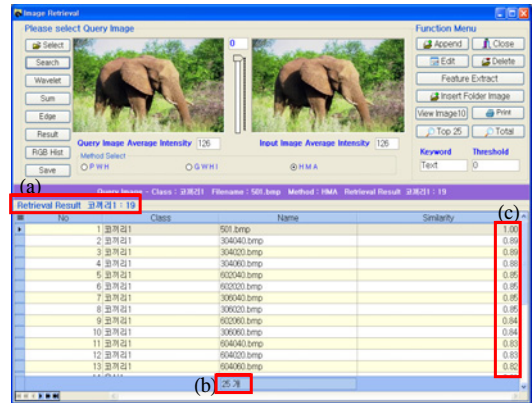 Image Retrieval
Please select Query Image
Function Menu
Select
0
Append
Close
Search
Edit
Delete
Wavelet
Feature Extract
Sum
Insert Folder Image
Edge
View Image10
Print
Result
Top 25
Total
Query Image Average Intensity 126
Input Image Average Intensity 126
RGB Hist
Method Select
Keyword
Threshold
Save
P W H
G W H I
H M A
Text
0
(a)
Query Image - Class : 코끼리1 Filename : 501.bmp Method : HMA Retrieval Result 코끼리1 : 19
Retrieval Result 코끼리1 : 19
(c)
No Class Name Similarity
1 코끼리1 501.bmp 1.00
2 코끼리1 304040.bmp 0.89
3 코끼리1 304020.bmp 0.89
4 코끼리1 304060.bmp 0.88
5 코끼리1 602040.bmp 0.85
6 코끼리1 602020.bmp 0.85
7 코끼리1 306040.bmp 0.85
8 코끼리1 306020.bmp 0.85
9 코끼리1 602060.bmp 0.84
10 코끼리1 306060.bmp 0.84
11 코끼리1 604040.bmp 0.83
12 코끼리1 604020.bmp 0.83
13 코끼리1 604060.bmp 0.82
(b)
25 개